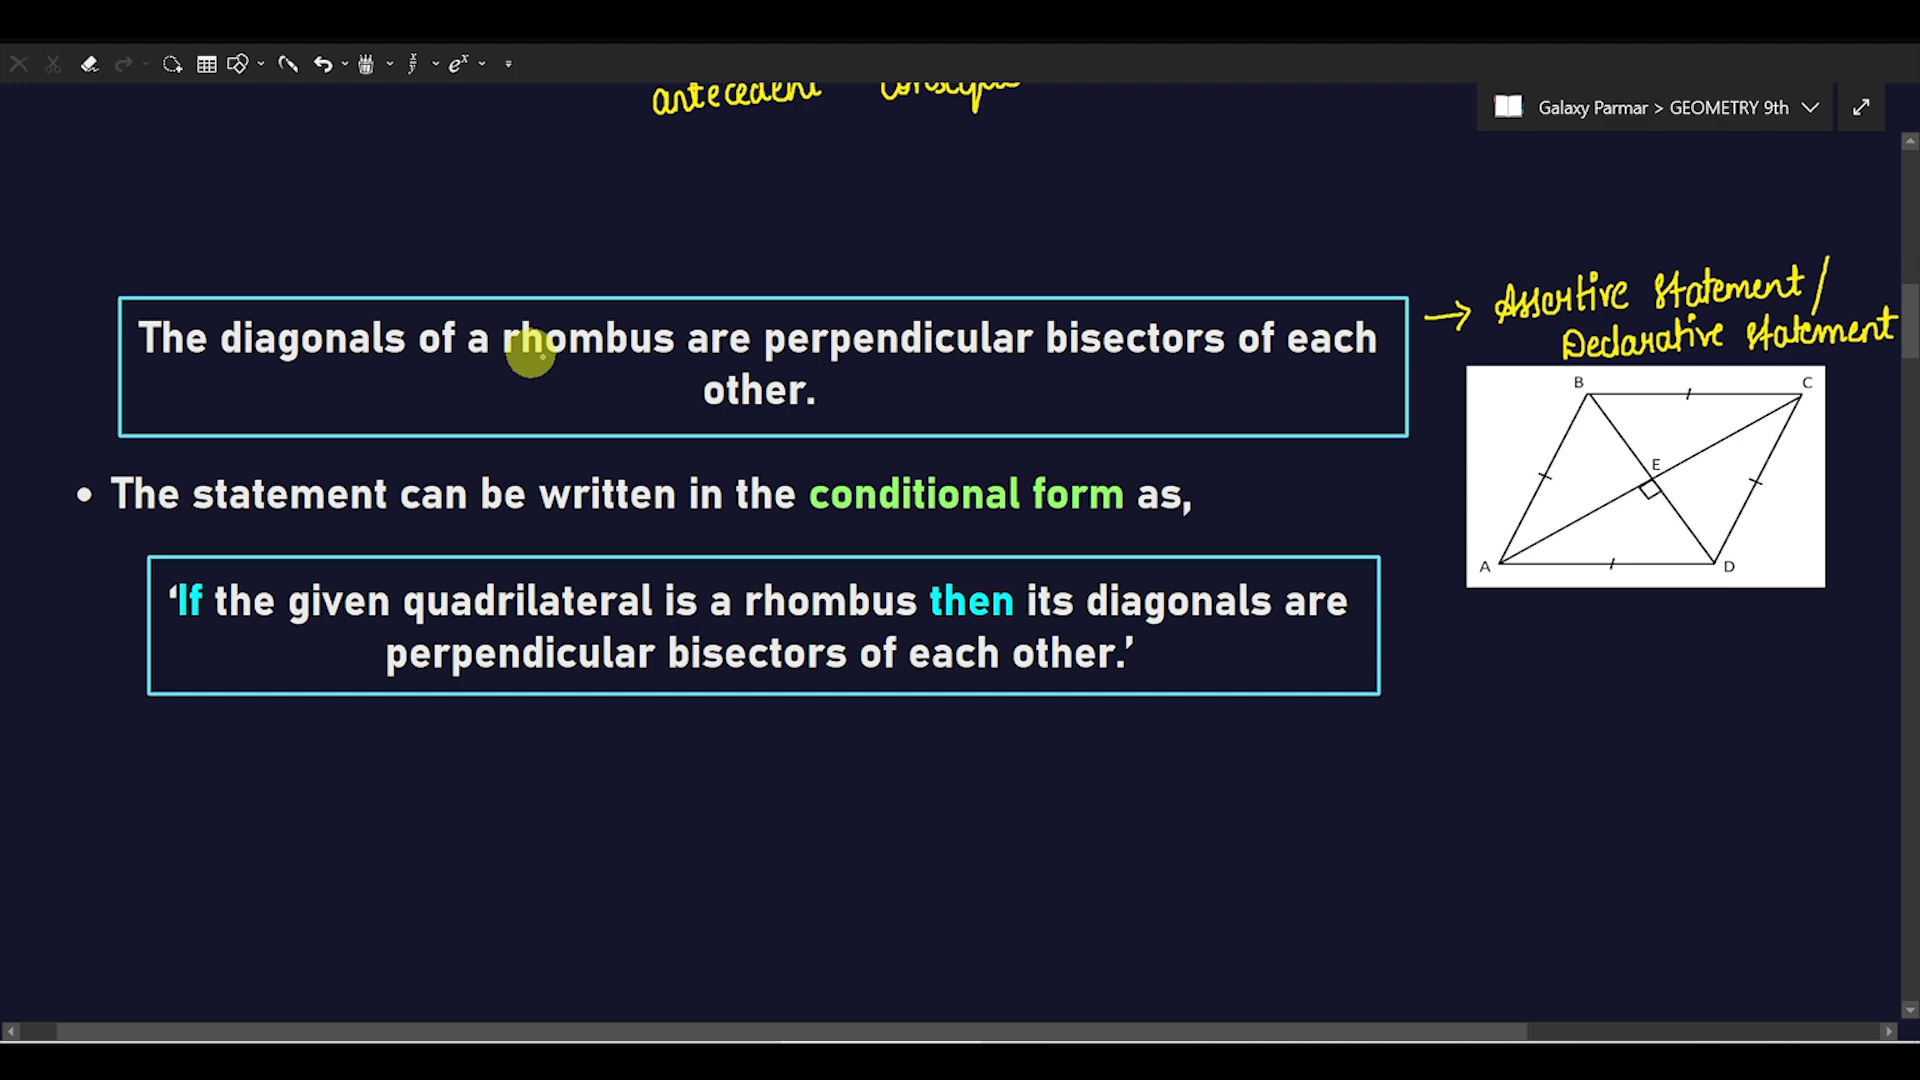 antecedent
Galaxy Parmar > GEOMETRY 9th
→ Assertive Statement /
Declarative Statement
The diagonals of a rhombus are perpendicular bisectors of each
other.
• The statement can be written in the conditional form as,
‘If the given quadrilateral is a rhombus then its diagonals are
perpendicular bisectors of each other.’
B
C
E
A
D
x/y
eˣ